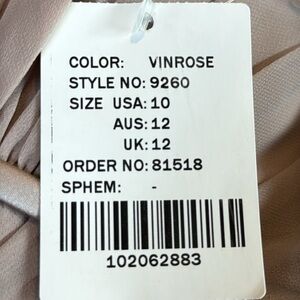 COLOR: VINROSE
STYLE NO: 9260
SIZE USA: 10
AUS: 12
UK: 12
ORDER NO: 81518
SPHEM: -
102062883